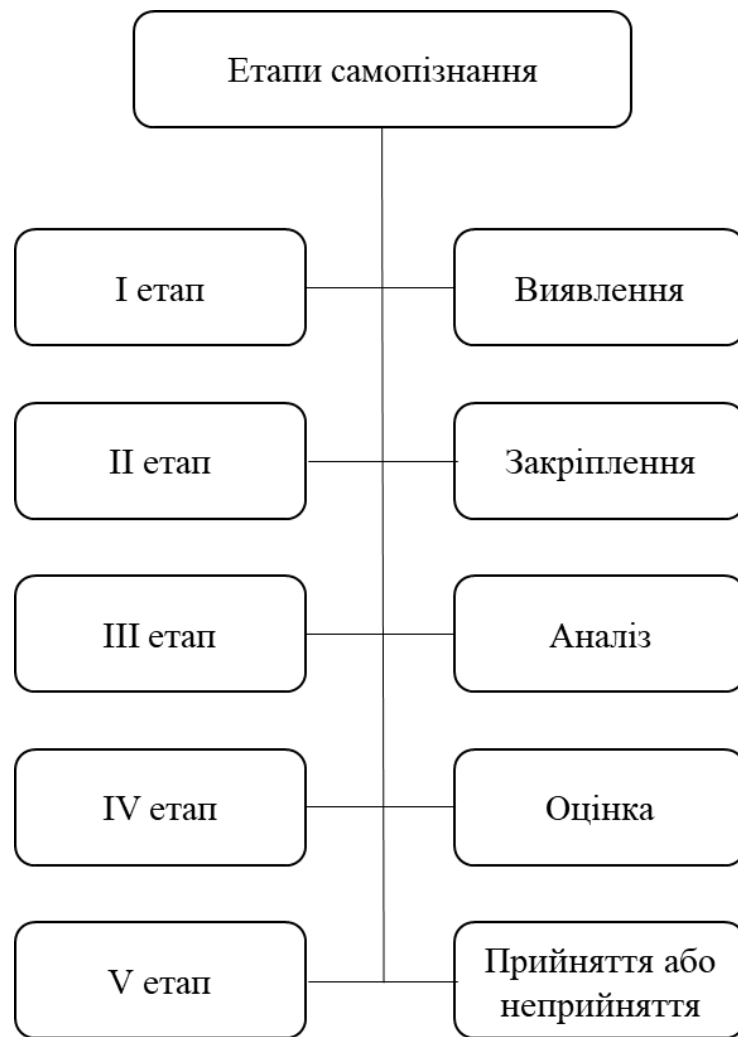 Етапи самопізнання
I етап
Виявлення
II етап
Закріплення
III етап
Аналіз
IV етап
Оцінка
V етап
Прийняття або
неприйняття